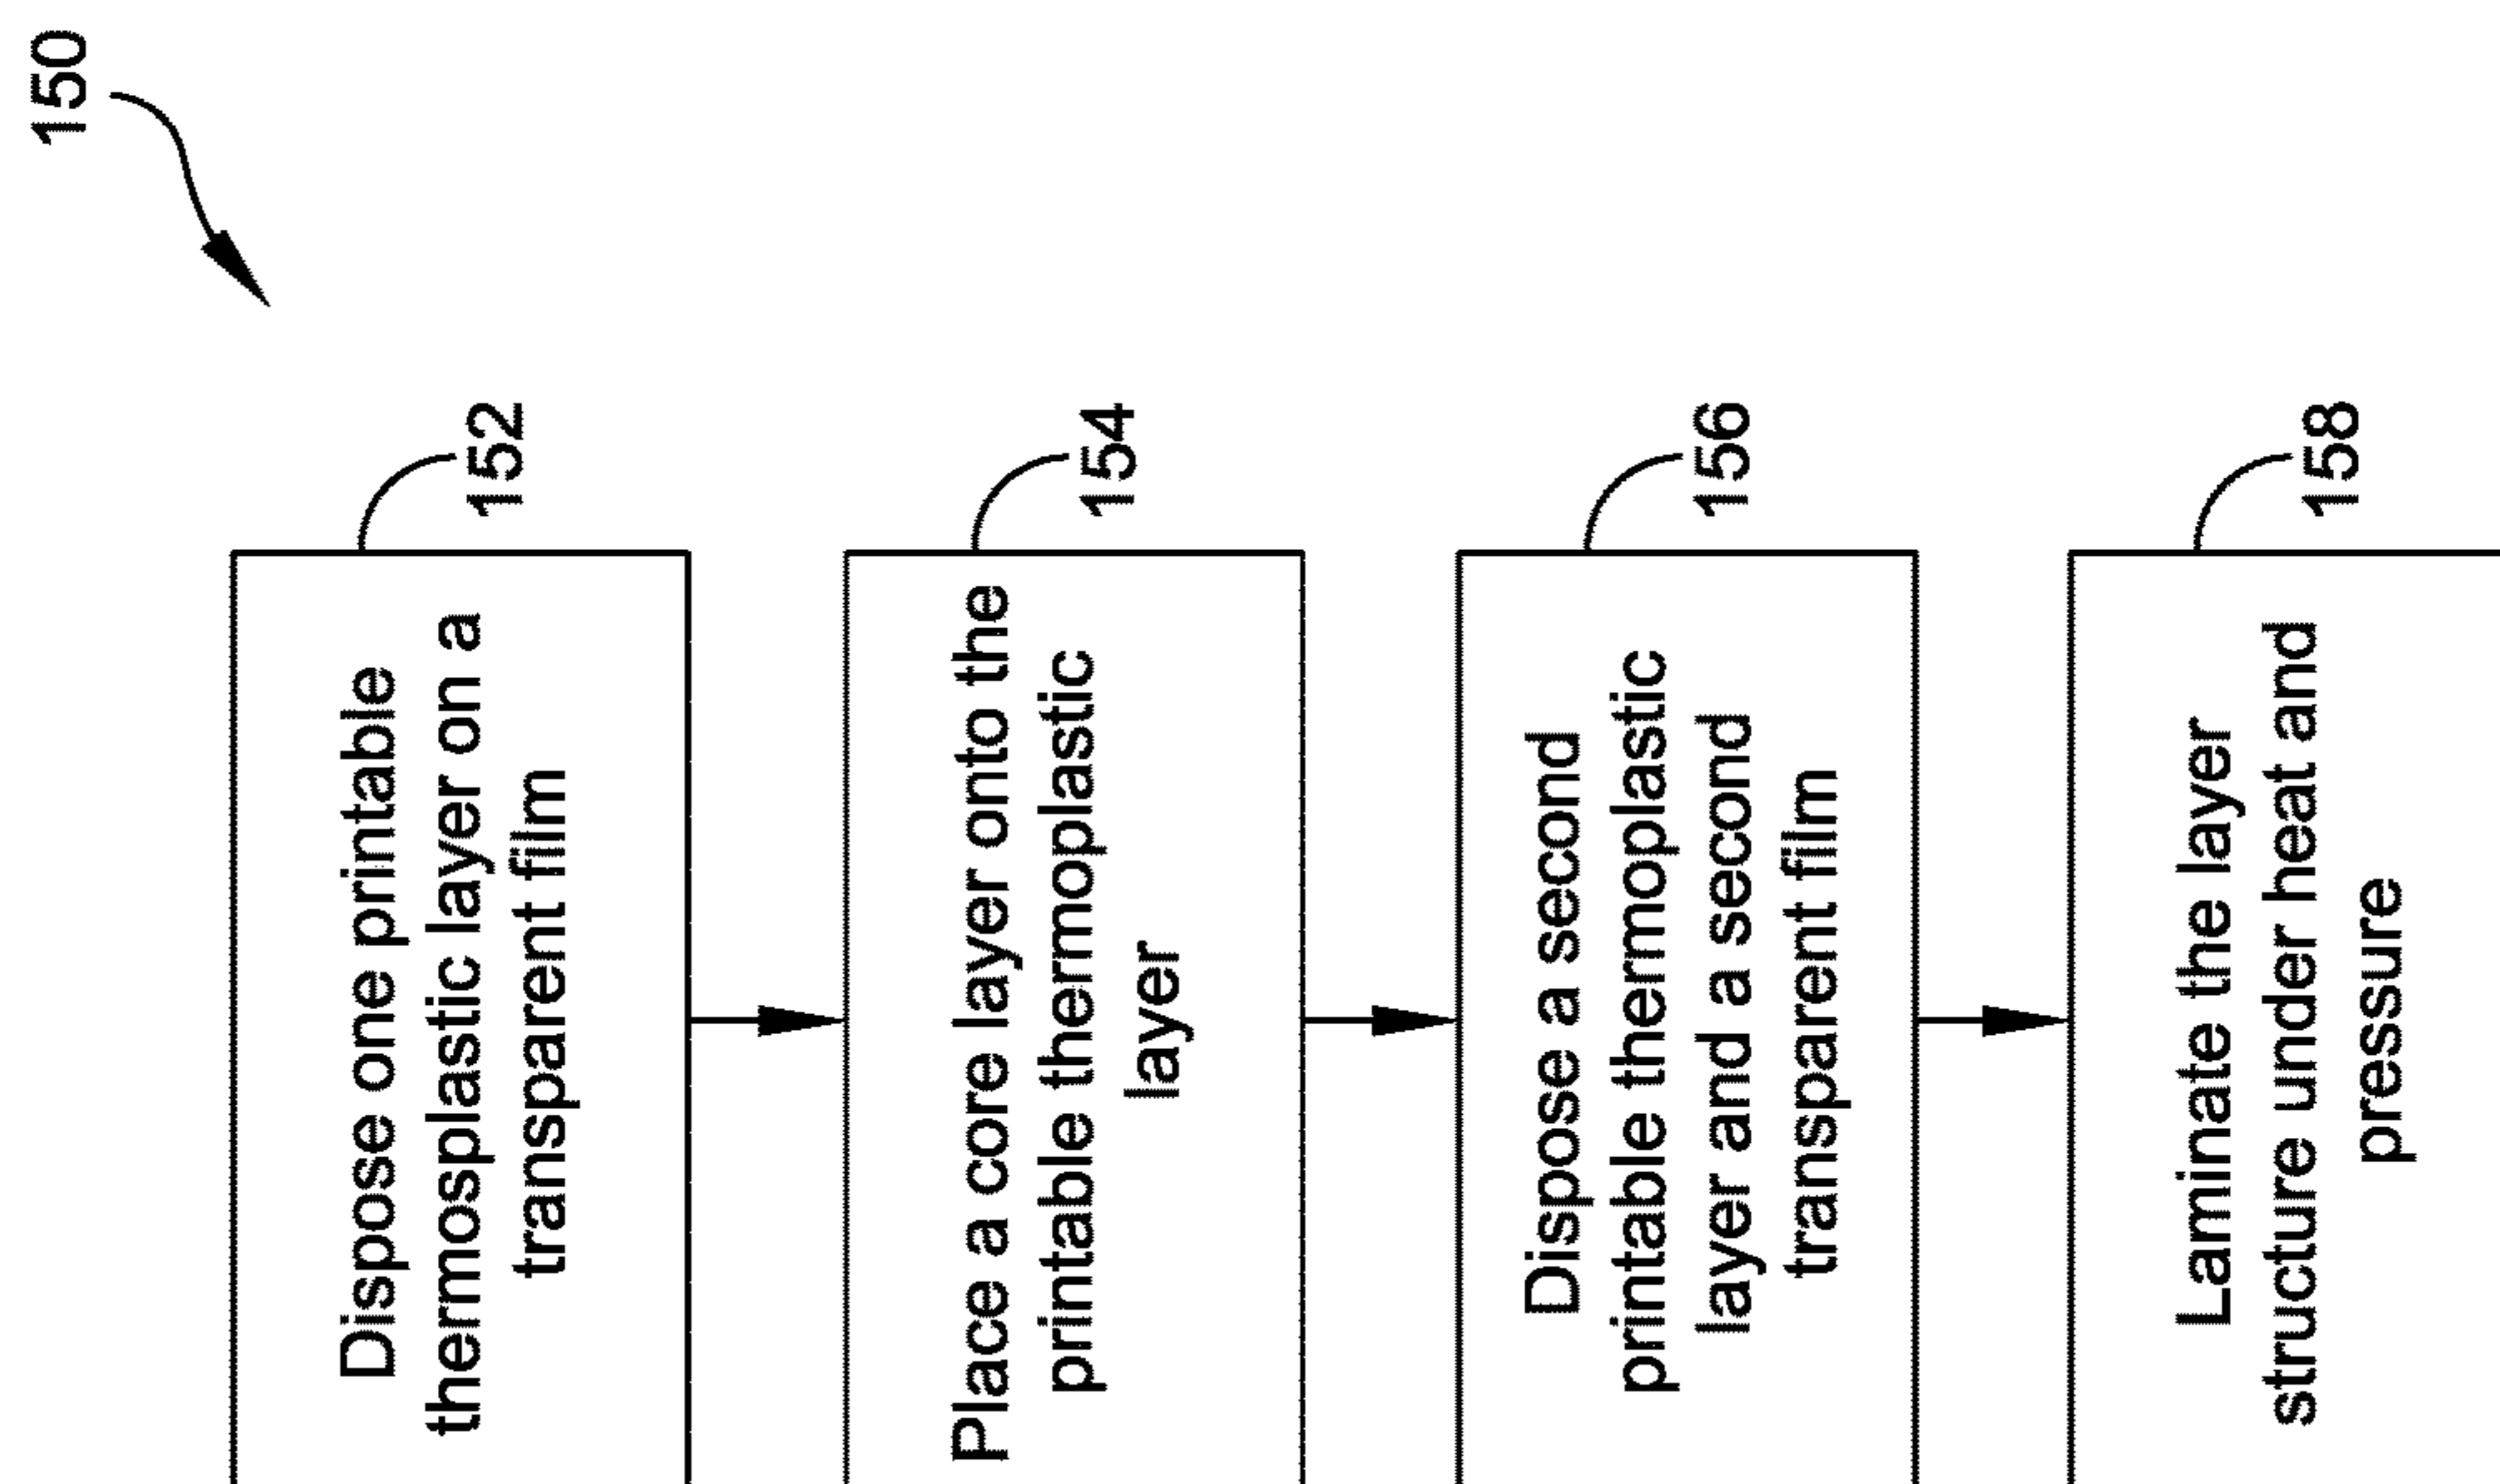 150
152
Dispose one printable
thermosplastic layer on a
transparent film
154
Place a core layer onto the
printable thermoplastic
layer
156
Dispose a second
printable thermoplastic
layer and a second
transparent film
158
Laminate the layer
structure under heat and
pressure